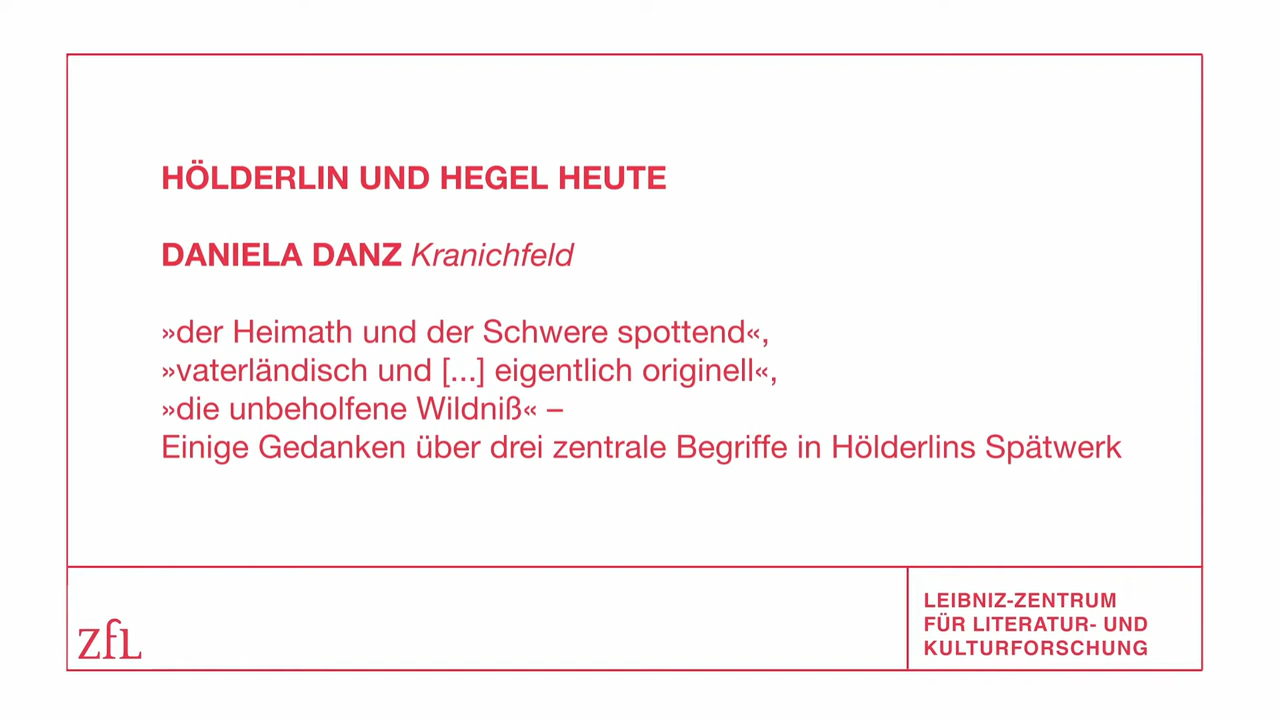 HÖLDERLIN UND HEGEL HEUTE
DANIELA DANZ Kranichfeld
»der Heimath und der Schwere spottend«,
»vaterländisch und [...] eigentlich originell«,
»die unbeholfene Wildniß« –
Einige Gedanken über drei zentrale Begriffe in Hölderlins Spätwerk
zfL
LEIBNIZ-ZENTRUM
FÜR LITERATUR- UND
KULTURFORSCHUNG